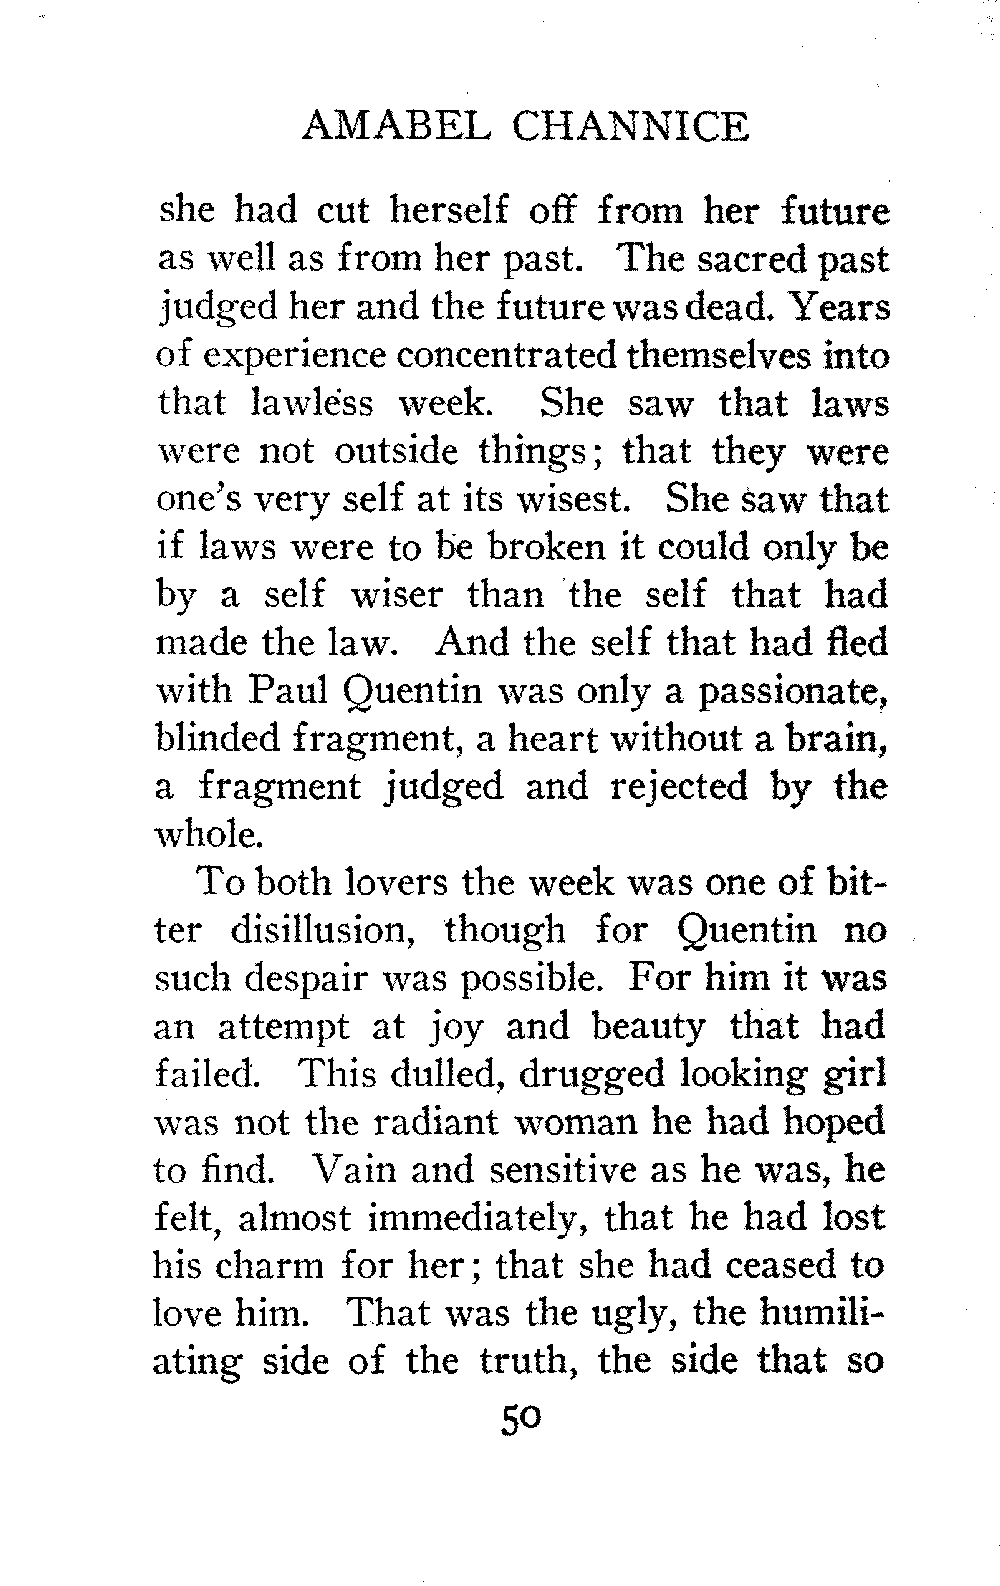 AMABEL CHANNICE
she had cut herself off from her future
as well as from her past. The sacred past
judged her and the future was dead. Years
of experience concentrated themselves into
that lawless week. She saw that laws
were not outside things; that they were
one's very self at its wisest. She saw that
if laws were to be broken it could only be
by a self wiser than the self that had
made the law. And the self that had fled
with Paul Quentin was only a passionate,
blinded fragment, a heart without a brain,
a fragment judged and rejected by the
whole.
To both lovers the week was one of bit-
ter disillusion, though for Quentin no
such despair was possible. For him it was
an attempt at joy and beauty that had
failed. This dulled, drugged looking girl
was not the radiant woman he had hoped
to find. Vain and sensitive as he was, he
felt, almost immediately, that he had lost
his charm for her; that she had ceased to
love him. That was the ugly, the humili-
ating side of the truth, the side that so
50